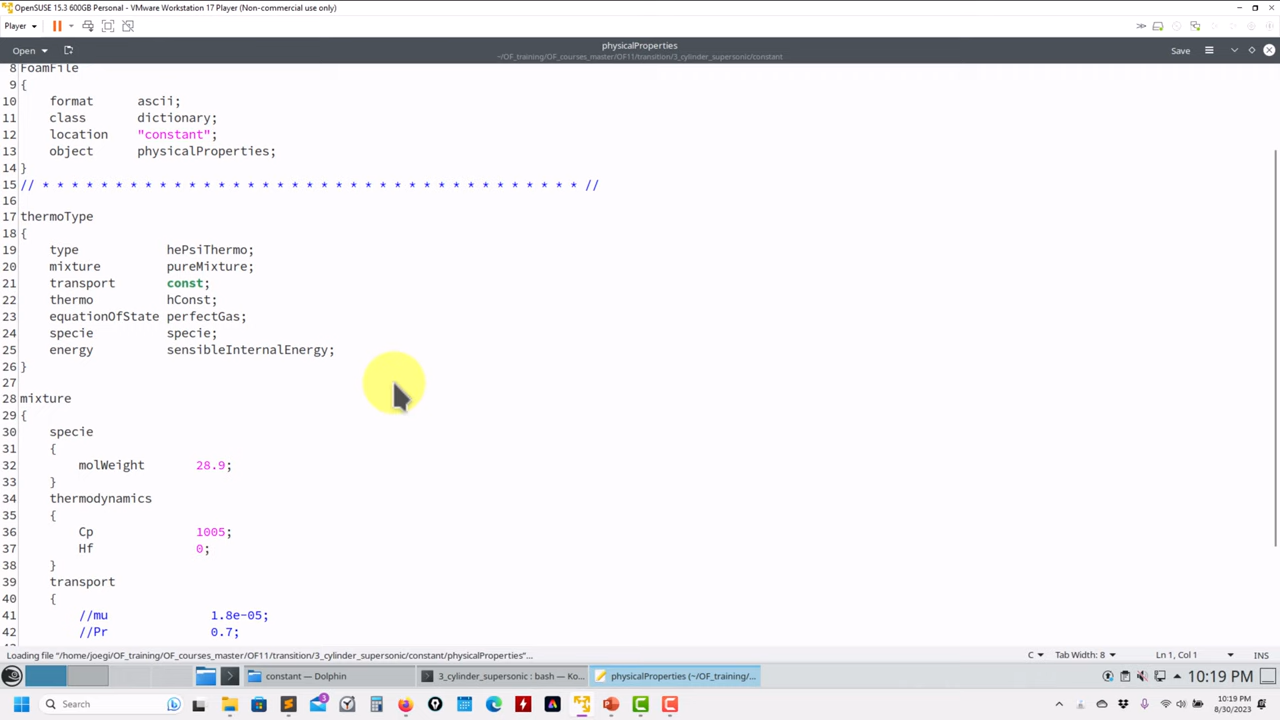 OpenSUSE 15.3 600GB Personal - VMware Workstation 17 Player (Non-commercial use only)
Player
physicalProperties
Open
~/OF_training/OF_courses_master/OF11/transition/3_cylinder_supersonic/constant
Save
8 FoamFile
9 {
10 format ascii;
11 class dictionary;
12 location "constant";
13 object physicalProperties;
14 }
15 // * * * * * * * * * * * * * * * * * * * * * * * * * * * * * * * * * * * * * //
16
17 thermoType
18 {
19 type hePsiThermo;
20 mixture pureMixture;
21 transport const;
22 thermo hConst;
23 equationOfState perfectGas;
24 specie specie;
25 energy sensibleInternalEnergy;
26 }
27
28 mixture
29 {
30 specie
31 {
32 molWeight 28.9;
33 }
34 thermodynamics
35 {
36 Cp 1005;
37 Hf 0;
38 }
39 transport
40 {
41 //mu 1.8e-05;
42 //Pr 0.7;
Loading file "/home/joegi/OF_training/OF_courses_master/OF11/transition/3_cylinder_supersonic/constant/physicalProperties"…
C
Tab Width: 8
Ln 1, Col 1
INS
constant — Dolphin
3_cylinder_supersonic : bash — Ko...
physicalProperties (~/OF_training/...
10:19 PM
Search
3
10:19 PM
8/30/2023